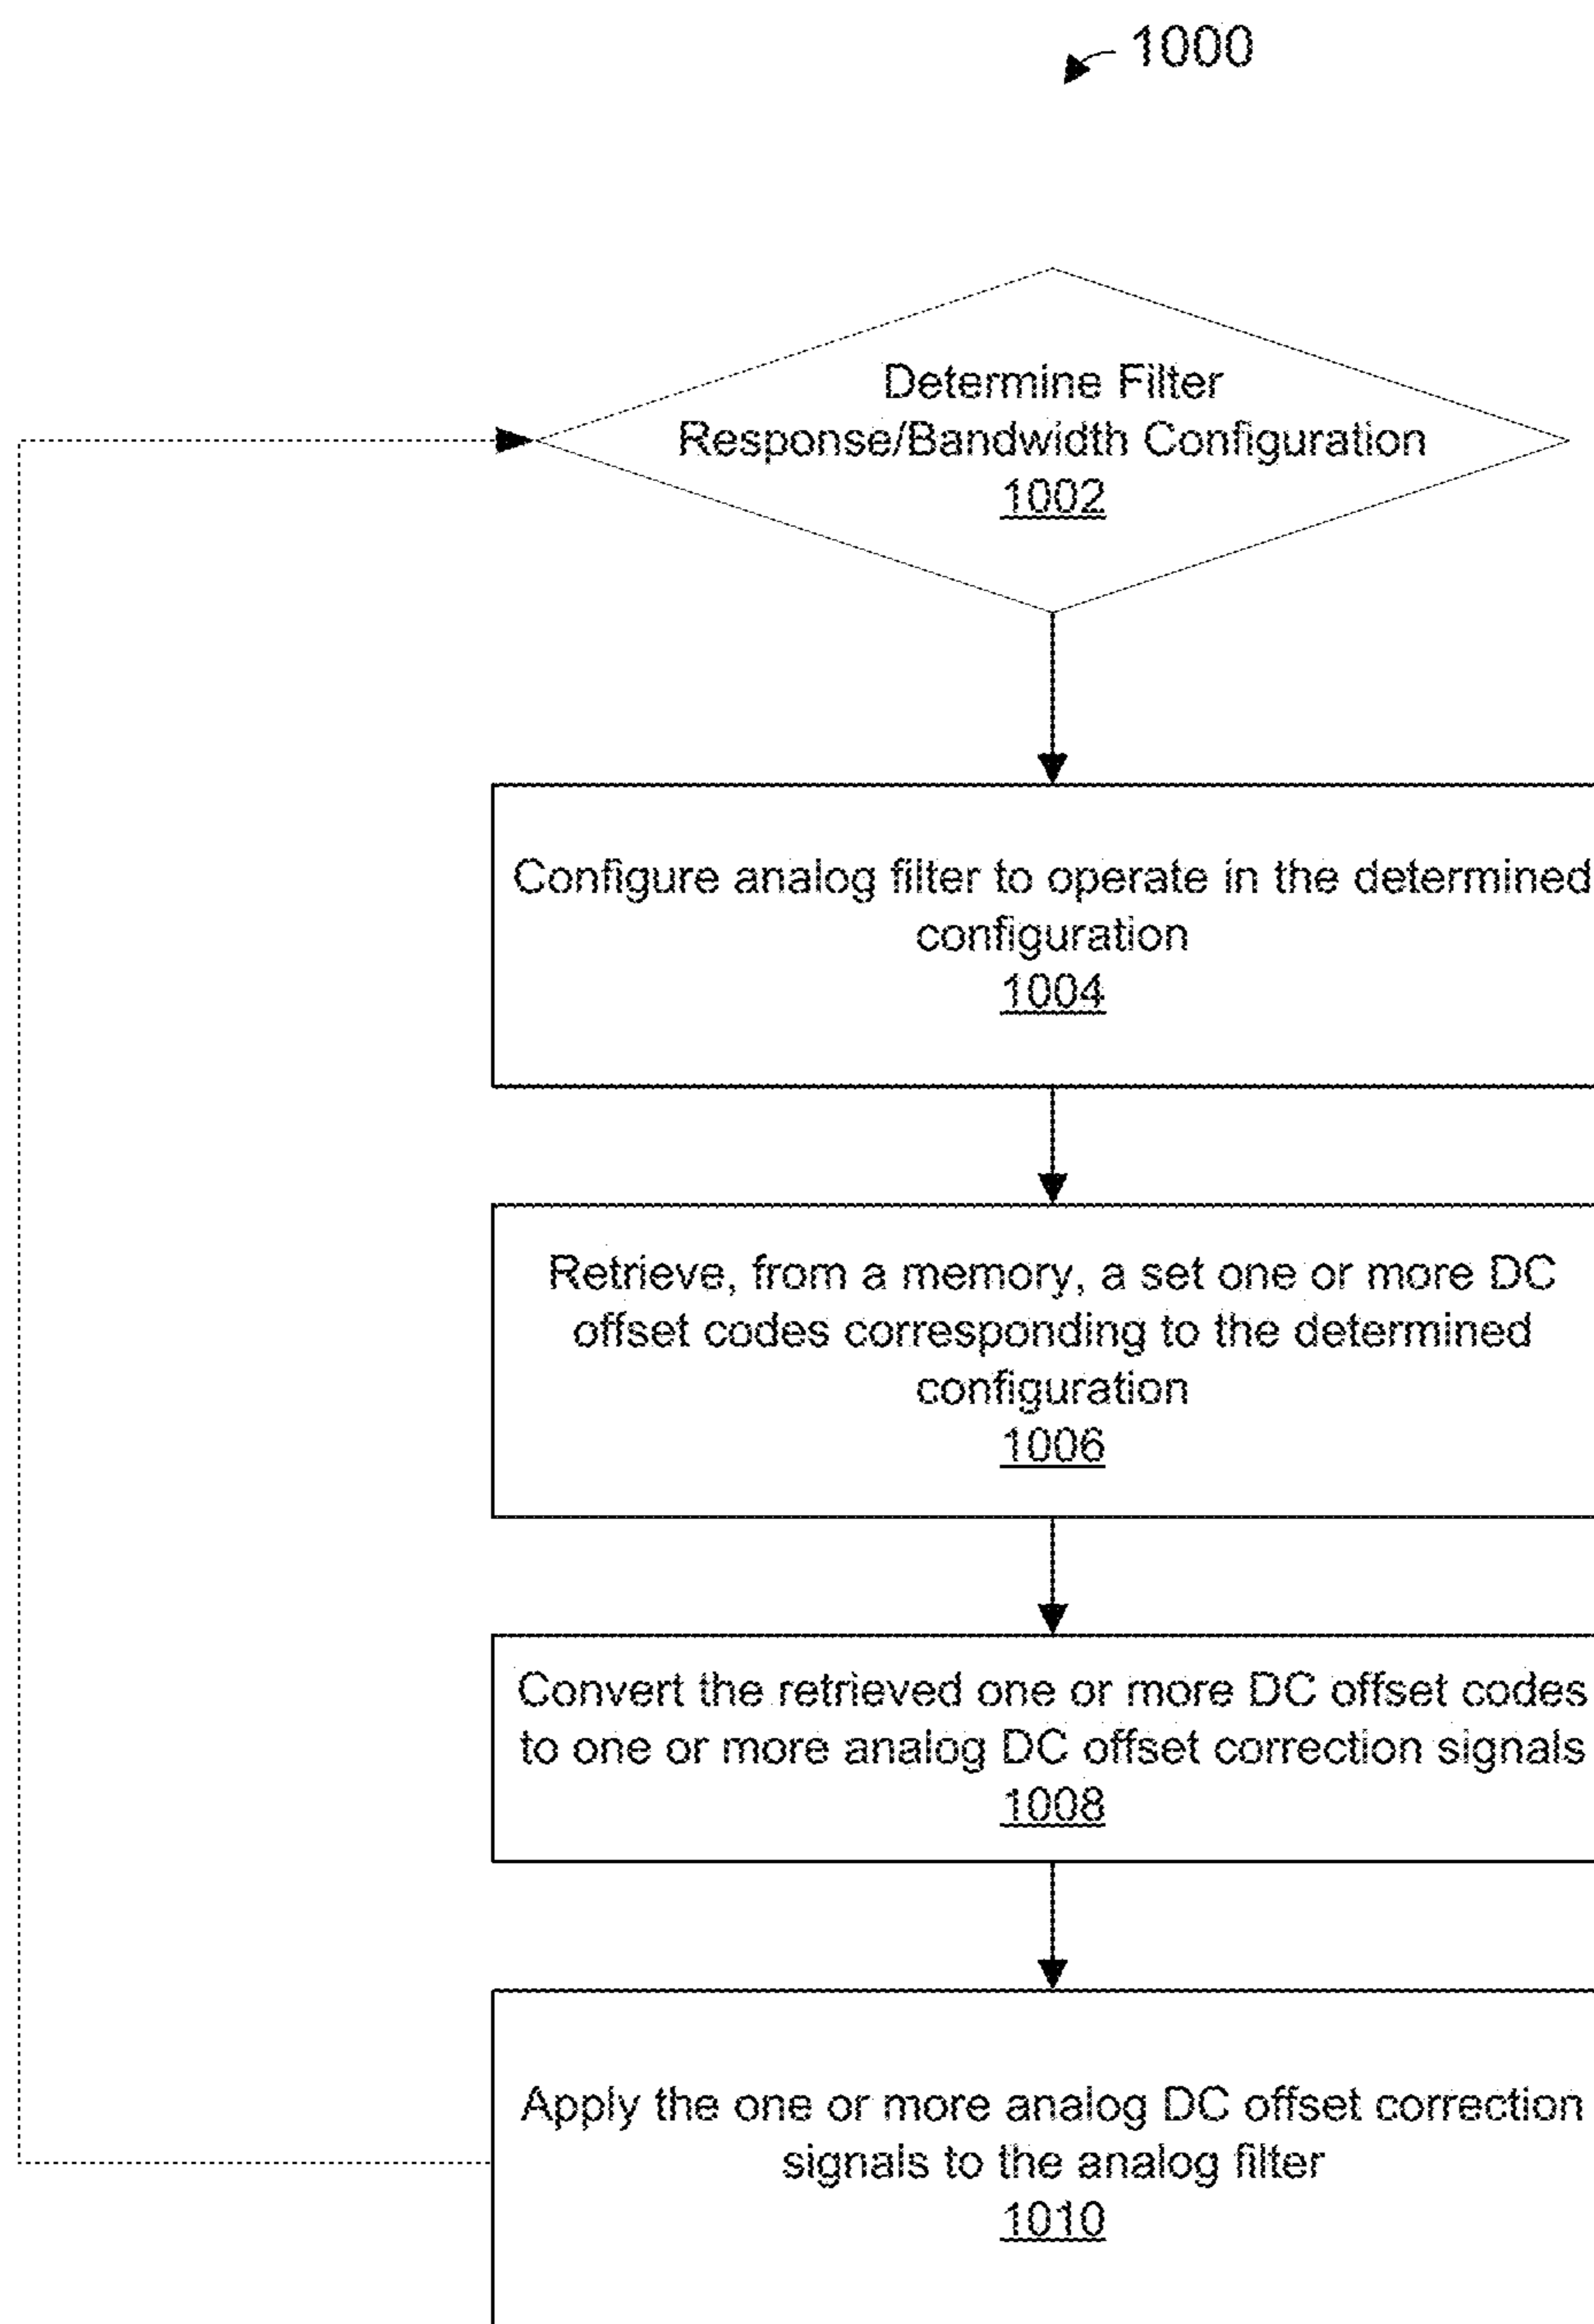 1000
Determine Filter
Response/Bandwidth Configuration
1002
Configure analog filter to operate in the determined
configuration
1004
Retrieve, from a memory, a set one or more DC
offset codes corresponding to the determined
configuration
1006
Convert the retrieved one or more DC offset codes
to one or more analog DC offset correction signals
1008
Apply the one or more analog DC offset correction
signals to the analog filter
1010